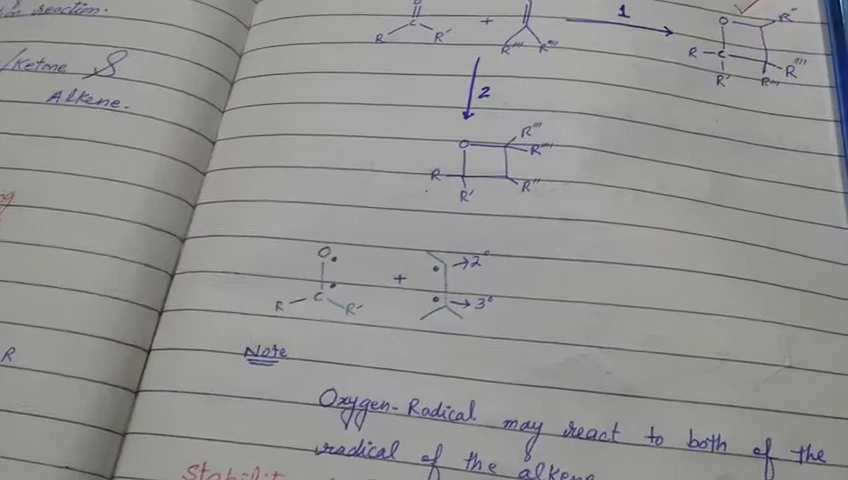 reaction.
/Ketone &
Alkene.
C
R R'
+
R''' R''''
1
O R''
R-C R''''
R' R'''
2
O R'''
R''''
R R''
R'
O.
C.
R R'
+
→2°
→3°
R
Note
Oxygen-Radical may react to both of the
radical of the alkene